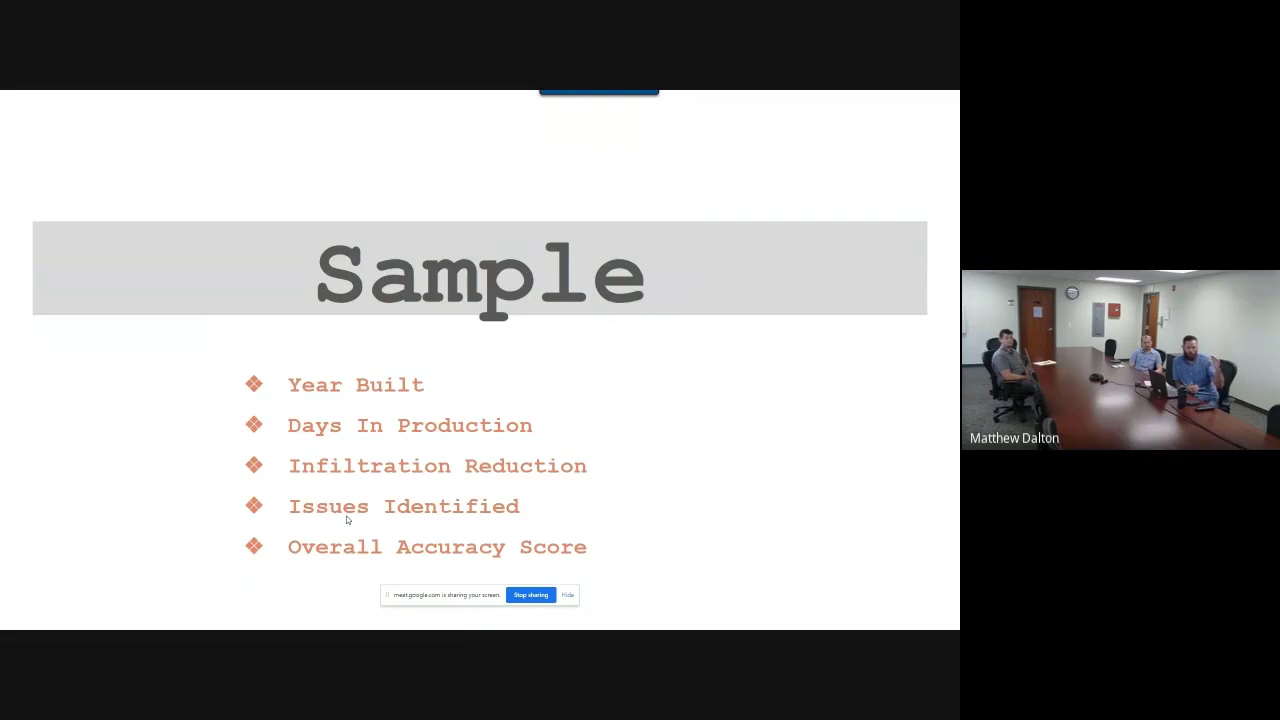 Sample
❖ Year Built
❖ Days In Production
❖ Infiltration Reduction
❖ Issues Identified
❖ Overall Accuracy Score
meet.google.com is sharing your screen. Stop sharing Hide
Matthew Dalton